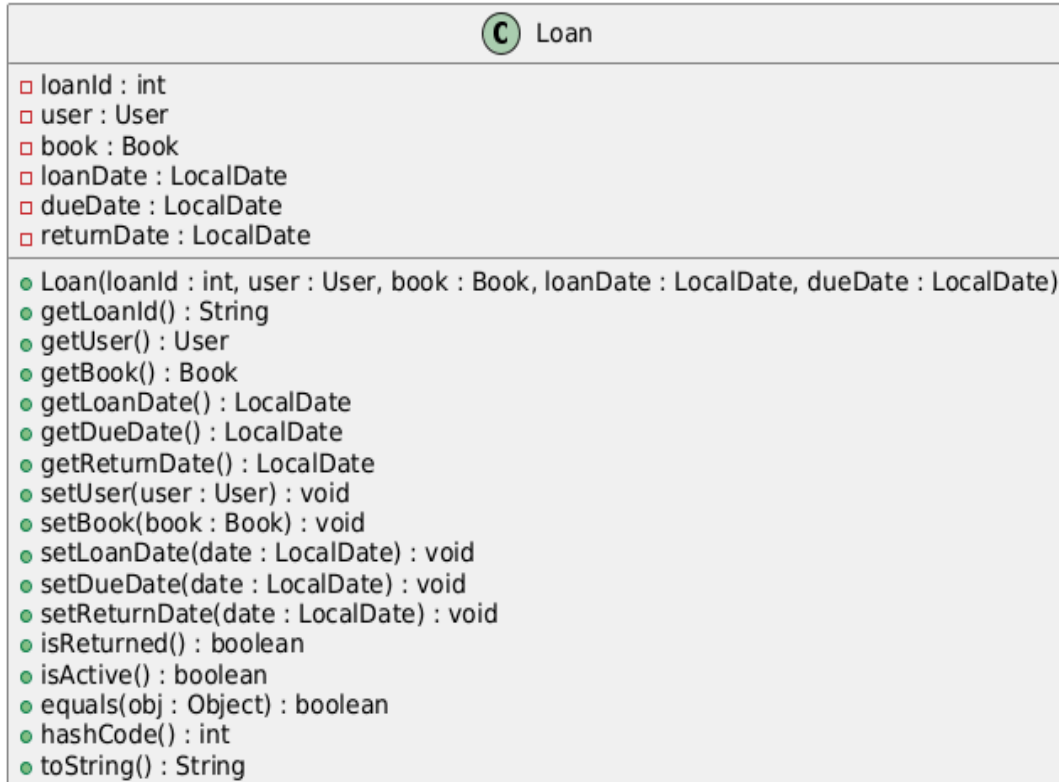 C Loan
loanId : int
user : User
book : Book
loanDate : LocalDate
dueDate : LocalDate
returnDate : LocalDate
Loan(loanId : int, user : User, book : Book, loanDate : LocalDate, dueDate : LocalDate)
getLoanId() : String
getUser() : User
getBook() : Book
getLoanDate() : LocalDate
getDueDate() : LocalDate
getReturnDate() : LocalDate
setUser(user : User) : void
setBook(book : Book) : void
setLoanDate(date : LocalDate) : void
setDueDate(date : LocalDate) : void
setReturnDate(date : LocalDate) : void
isReturned() : boolean
isActive() : boolean
equals(obj : Object) : boolean
hashCode() : int
toString() : String